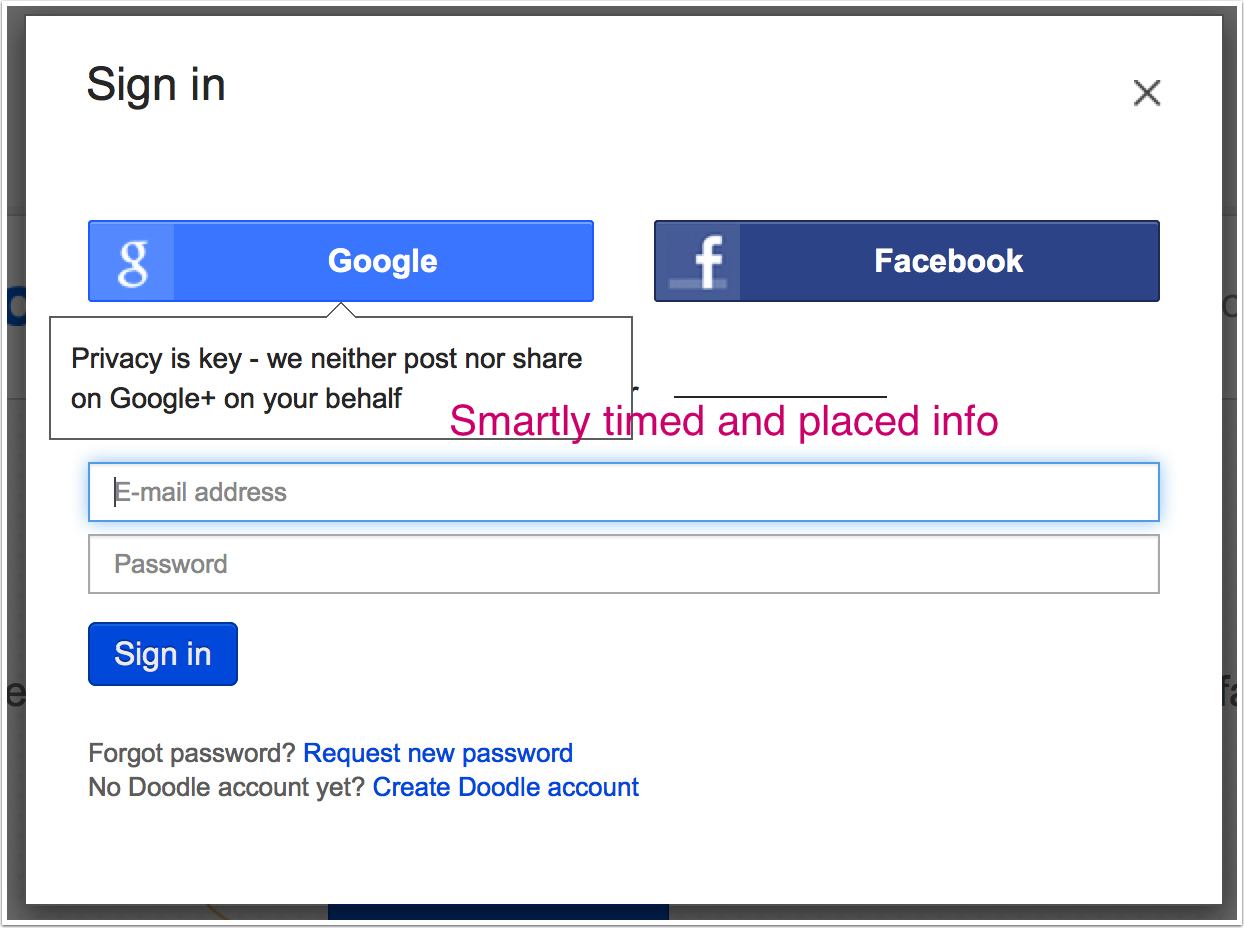 Sign in
g Google
f Facebook
Privacy is key - we neither post nor share
on Google+ on your behalf
Smartly timed and placed info
E-mail address
Password
Sign in
Forgot password? Request new password
No Doodle account yet? Create Doodle account